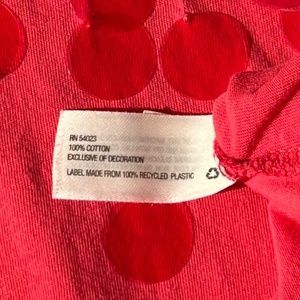 RN 54023
100% COTTON
EXCLUSIVE OF DECORATION
LABEL MADE FROM 100% RECYCLED PLASTIC